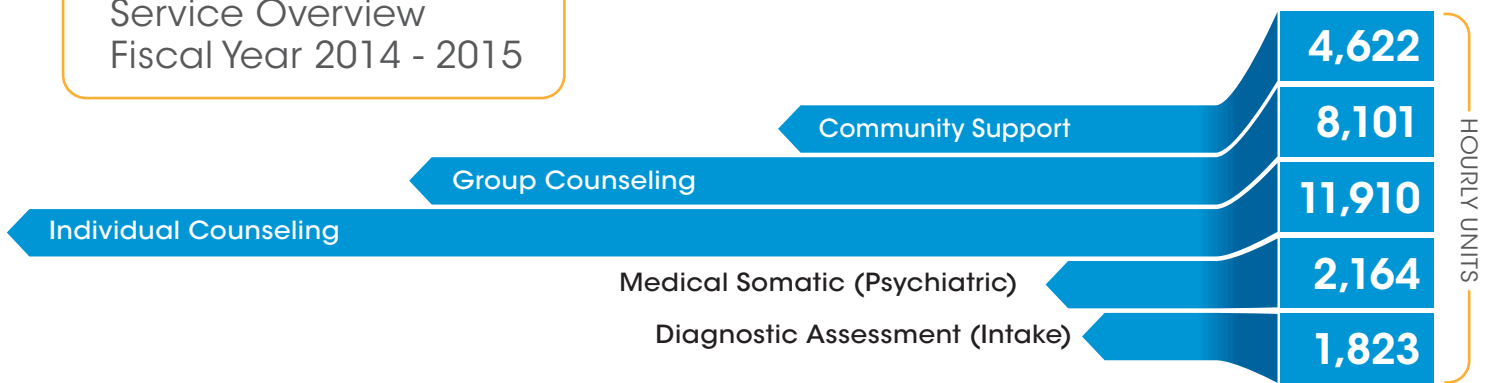 Service Overview
Fiscal Year 2014 - 2015
4,622
Community Support
8,101
Group Counseling
11,910
Individual Counseling
2,164
Medical Somatic (Psychiatric)
1,823
Diagnostic Assessment (Intake)
HOURLY UNITS